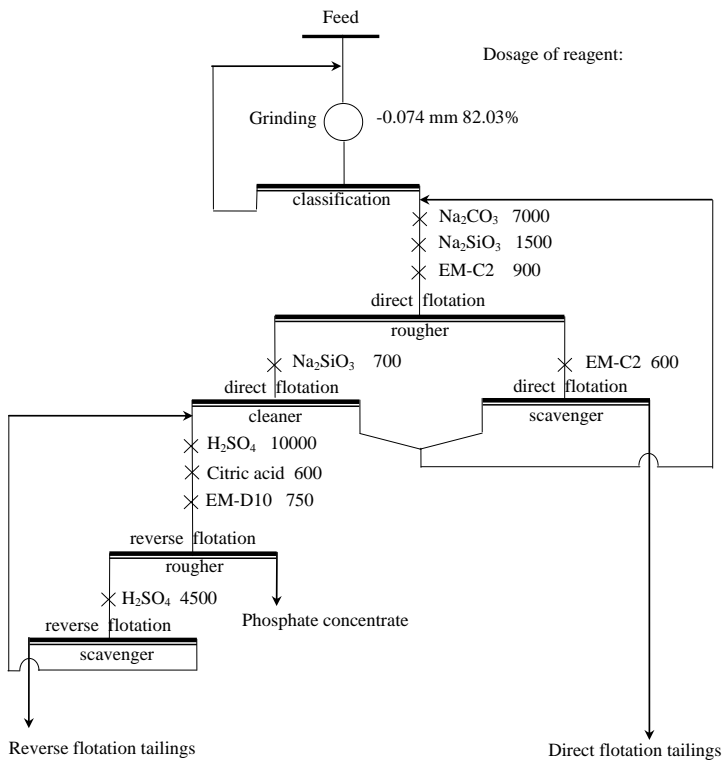 Feed
Dosage of reagent:
Grinding
-0.074 mm 82.03%
classification
Na₂CO₃ 7000
Na₂SiO₃ 1500
EM-C2 900
direct flotation
rougher
Na₂SiO₃ 700
EM-C2 600
direct flotation
direct flotation
cleaner
scavenger
H₂SO₄ 10000
Citric acid 600
EM-D10 750
reverse flotation
rougher
H₂SO₄ 4500
Phosphate concentrate
reverse flotation
scavenger
Reverse flotation tailings
Direct flotation tailings